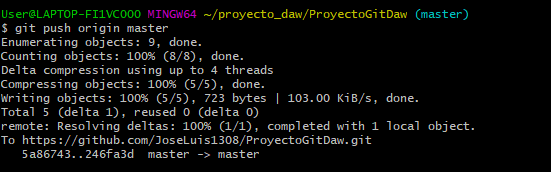 User@LAPTOP-FI1VCOOO MINGW64 ~/proyecto_daw/ProyectoGitDaw (master)
$ git push origin master
Enumerating objects: 9, done.
Counting objects: 100% (8/8), done.
Delta compression using up to 4 threads
Compressing objects: 100% (5/5), done.
Writing objects: 100% (5/5), 723 bytes | 103.00 KiB/s, done.
Total 5 (delta 1), reused 0 (delta 0)
remote: Resolving deltas: 100% (1/1), completed with 1 local object.
To https://github.com/JoseLuis1308/ProyectoGitDaw.git
   5a86743..246fa3d  master -> master